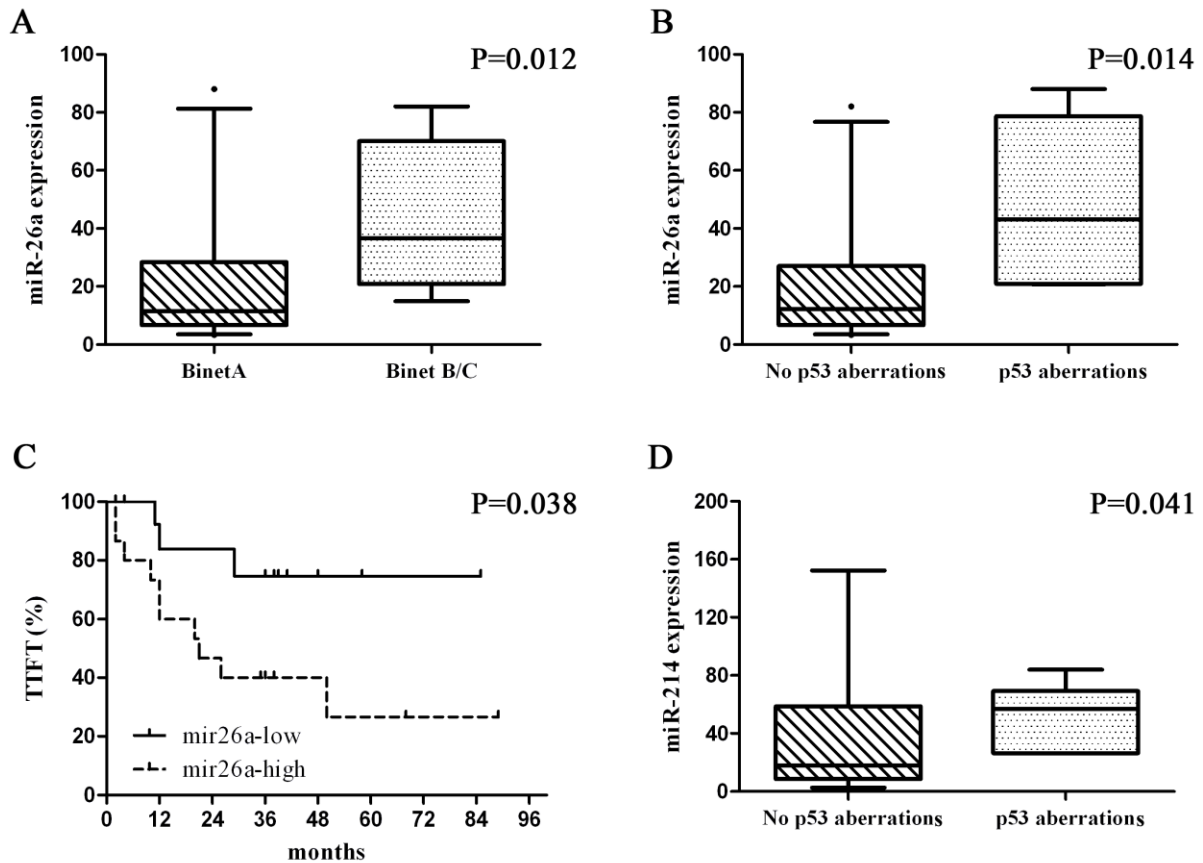 A
P=0.012
miR-26a expression
100
80
60
40
20
0
BinetA
Binet B/C
B
P=0.014
miR-26a expression
100
80
60
40
20
0
No p53 aberrations
p53 aberrations
C
P=0.038
TTFT (%)
100
80
60
40
20
0
mir26a-low
mir26a-high
0 12 24 36 48 60 72 84 96
months
D
P=0.041
miR-214 expression
200
160
120
80
40
0
No p53 aberrations
p53 aberrations